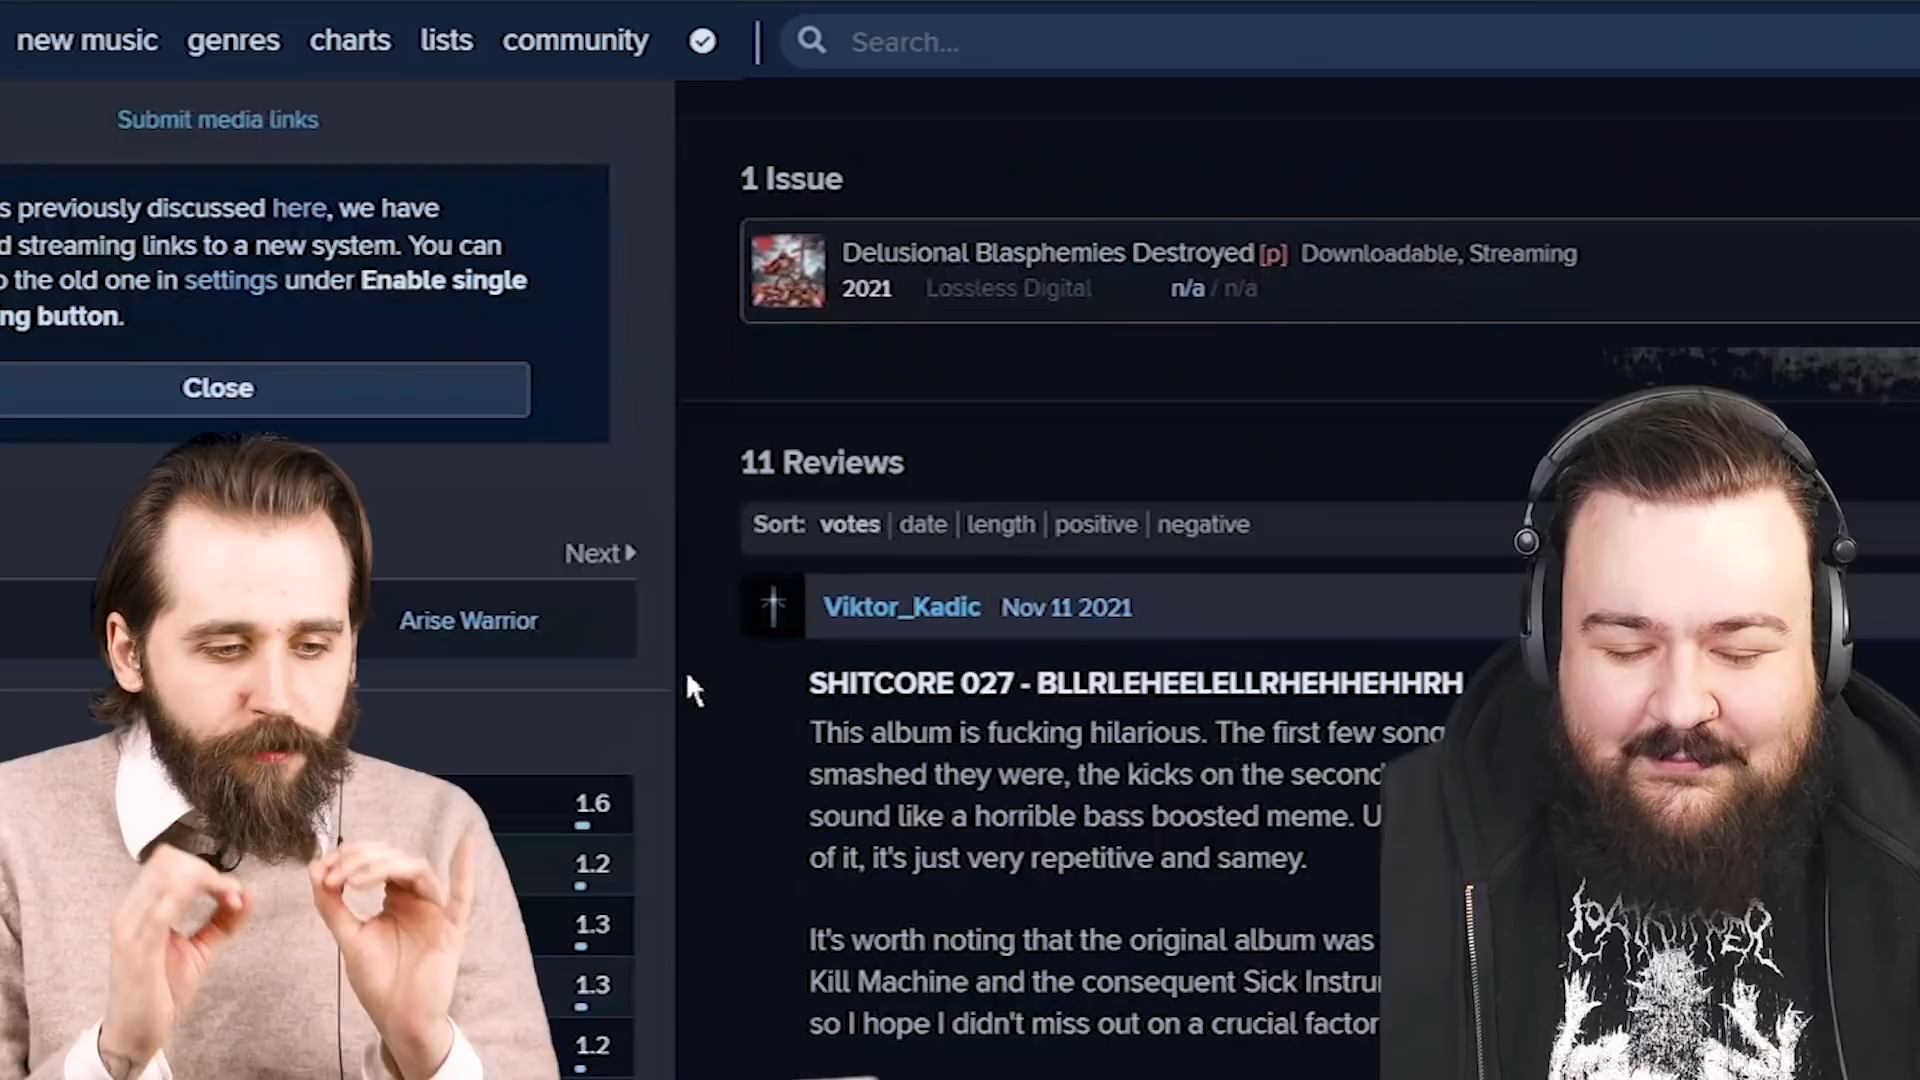 new music genres charts lists community
Search...
Submit media links
s previously discussed here, we have
d streaming links to a new system. You can
o the old one in settings under Enable single
ng button.
Close
Next
Arise Warrior
1.6
1.2
1.3
1.3
1.2
1 Issue
Delusional Blasphemies Destroyed [p] Downloadable, Streaming
2021 Lossless Digital n/a / n/a
11 Reviews
Sort: votes | date | length | positive | negative
Viktor_Kadic Nov 11 2021
SHITCORE 027 - BLLRLEHEELELLRHEHHEHHRH
This album is fucking hilarious. The first few song
smashed they were, the kicks on the second
sound like a horrible bass boosted meme. U
of it, it's just very repetitive and samey.
It's worth noting that the original album was
Kill Machine and the consequent Sick Instru
so I hope I didn't miss out on a crucial factor